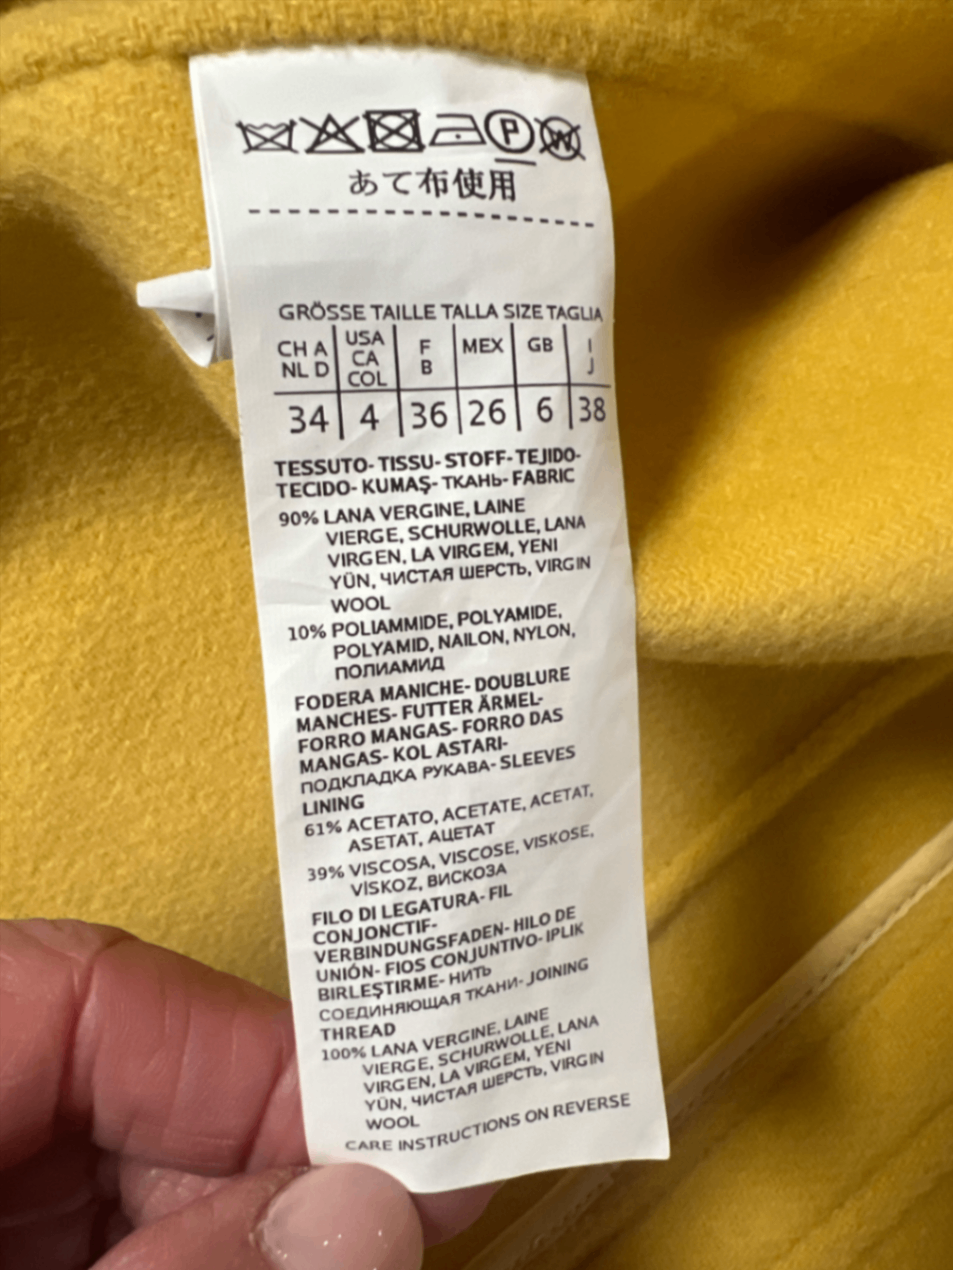 P W
あて布使用
GRÖSSE TAILLE TALLA SIZE TAGLIA
CH A NL D USA CA COL F B MEX GB I J
34 4 36 26 6 38
TESSUTO- TISSU- STOFF- TEJIDO-
TECIDO- KUMAŞ- ТКАНЬ- FABRIC
90% LANA VERGINE, LAINE
VIERGE, SCHURWOLLE, LANA
VIRGEN, LA VIRGEM, YENI
YÜN, ЧИСТАЯ ШЕРСТЬ, VIRGIN
WOOL
10% POLIAMMIDE, POLYAMIDE,
POLYAMID, NAILON, NYLON,
ПОЛИАМИД
FODERA MANICHE- DOUBLURE
MANCHES- FUTTER ÄRMEL-
FORRO MANGAS- FORRO DAS
MANGAS- KOL ASTARI-
ПОДКЛАДКА РУКАВА- SLEEVES
LINING
61% ACETATO, ACETATE, ACETAT,
ASETAT, АЦЕТАТ
39% VISCOSA, VISCOSE, VISKOSE,
VİSKOZ, ВИСКОЗА
FILO DI LEGATURA- FIL
CONJONCTIF-
VERBINDUNGSFADEN- HILO DE
UNIÓN- FIOS CONJUNTIVO- IPLIK
BIRLEŞTIRME- НИТЬ
СОЕДИНЯЮЩАЯ ТКАНИ- JOINING
THREAD
100% LANA VERGINE, LAINE
VIERGE, SCHURWOLLE, LANA
VIRGEN, LA VIRGEM, YENI
YÜN, ЧИСТАЯ ШЕРСТЬ, VIRGIN
WOOL
CARE INSTRUCTIONS ON REVERSE